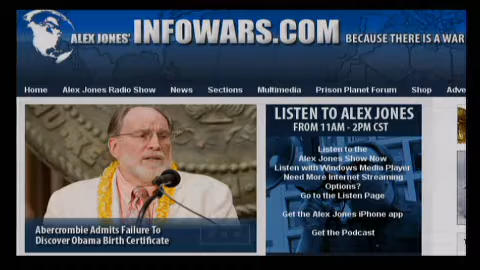 ALEX JONES' INFOWARS.COM BECAUSE THERE IS A WAR
Home Alex Jones Radio Show News Sections Multimedia Prison Planet Forum Shop
LISTEN TO ALEX JONES
FROM 11AM - 2PM CST
Listen to the
Alex Jones Show Now
Listen with Windows Media Player
Need More Internet Streaming
Options?
Go to the Listen Page
Get the Alex Jones iPhone app
Get the Podcast
Abercrombie Admits Failure To
Discover Obama Birth Certificate